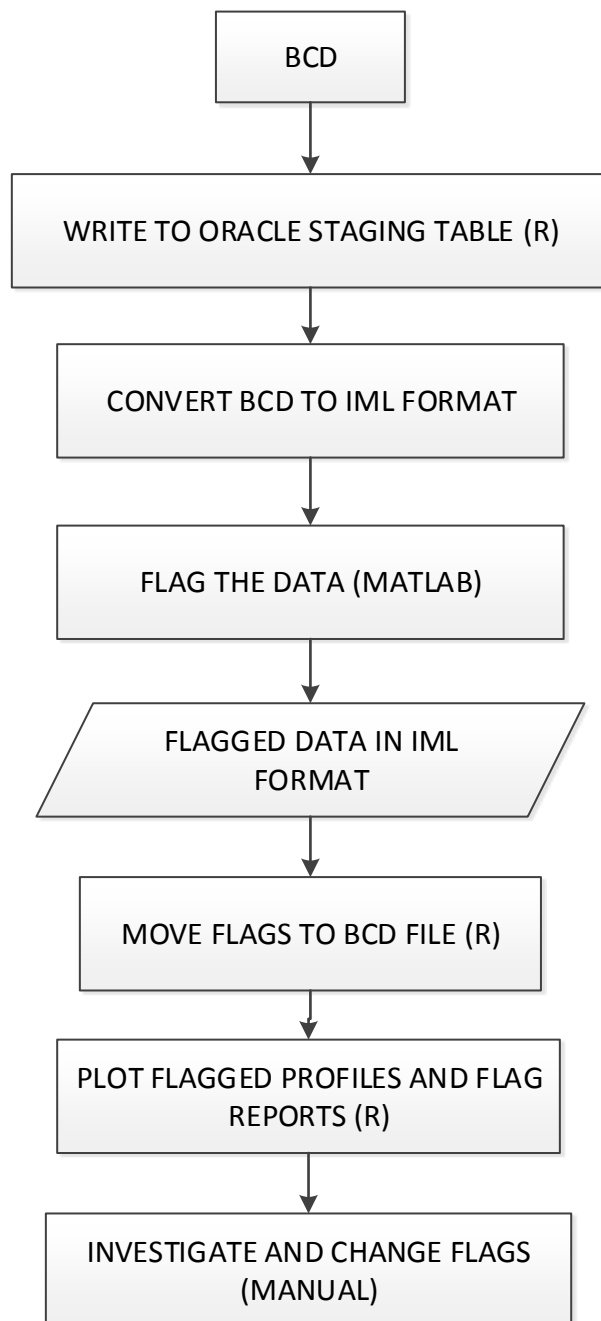 BCD
WRITE TO ORACLE STAGING TABLE (R)
CONVERT BCD TO IML FORMAT
FLAG THE DATA (MATLAB)
FLAGGED DATA IN IML
FORMAT
MOVE FLAGS TO BCD FILE (R)
PLOT FLAGGED PROFILES AND FLAG
REPORTS (R)
INVESTIGATE AND CHANGE FLAGS
(MANUAL)